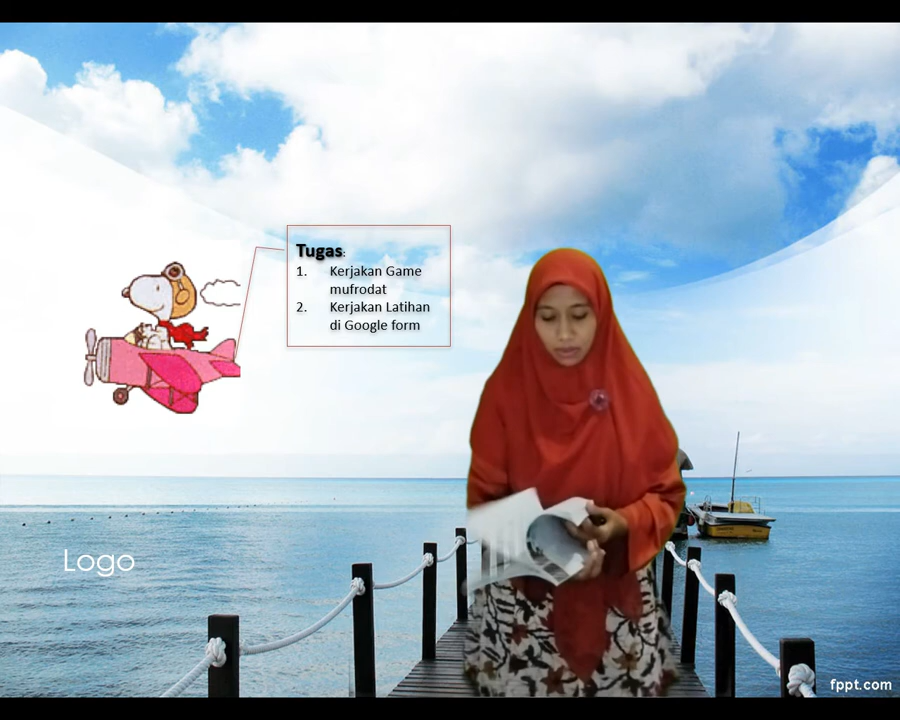 Tugas:
1. Kerjakan Game
mufrodat
2. Kerjakan Latihan
di Google form
Logo
fppt.com